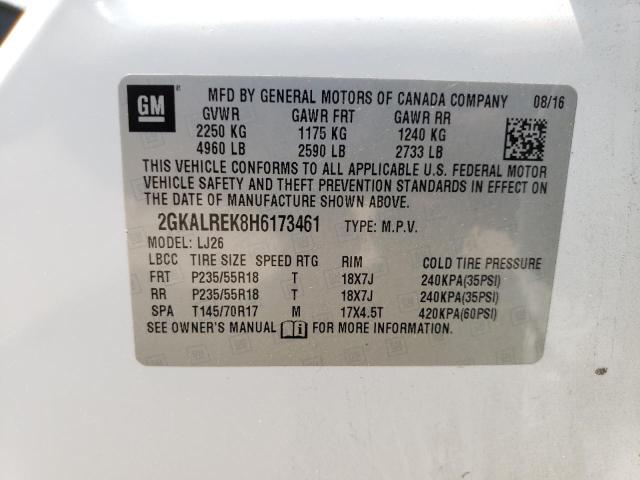 GM
MFD BY GENERAL MOTORS OF CANADA COMPANY 08/16
GVWR GAWR FRT GAWR RR
2250 KG 1175 KG 1240 KG
4960 LB 2590 LB 2733 LB
THIS VEHICLE CONFORMS TO ALL APPLICABLE U.S. FEDERAL MOTOR
VEHICLE SAFETY AND THEFT PREVENTION STANDARDS IN EFFECT ON
THE DATE OF MANUFACTURE SHOWN ABOVE.
2GKALREK8H6173461 TYPE: M.P.V.
MODEL: LJ26
LBCC TIRE SIZE SPEED RTG RIM COLD TIRE PRESSURE
FRT P235/55R18 T 18X7J 240KPA(35PSI)
RR P235/55R18 T 18X7J 240KPA(35PSI)
SPA T145/70R17 M 17X4.5T 420KPA(60PSI)
SEE OWNER'S MANUAL FOR MORE INFORMATION